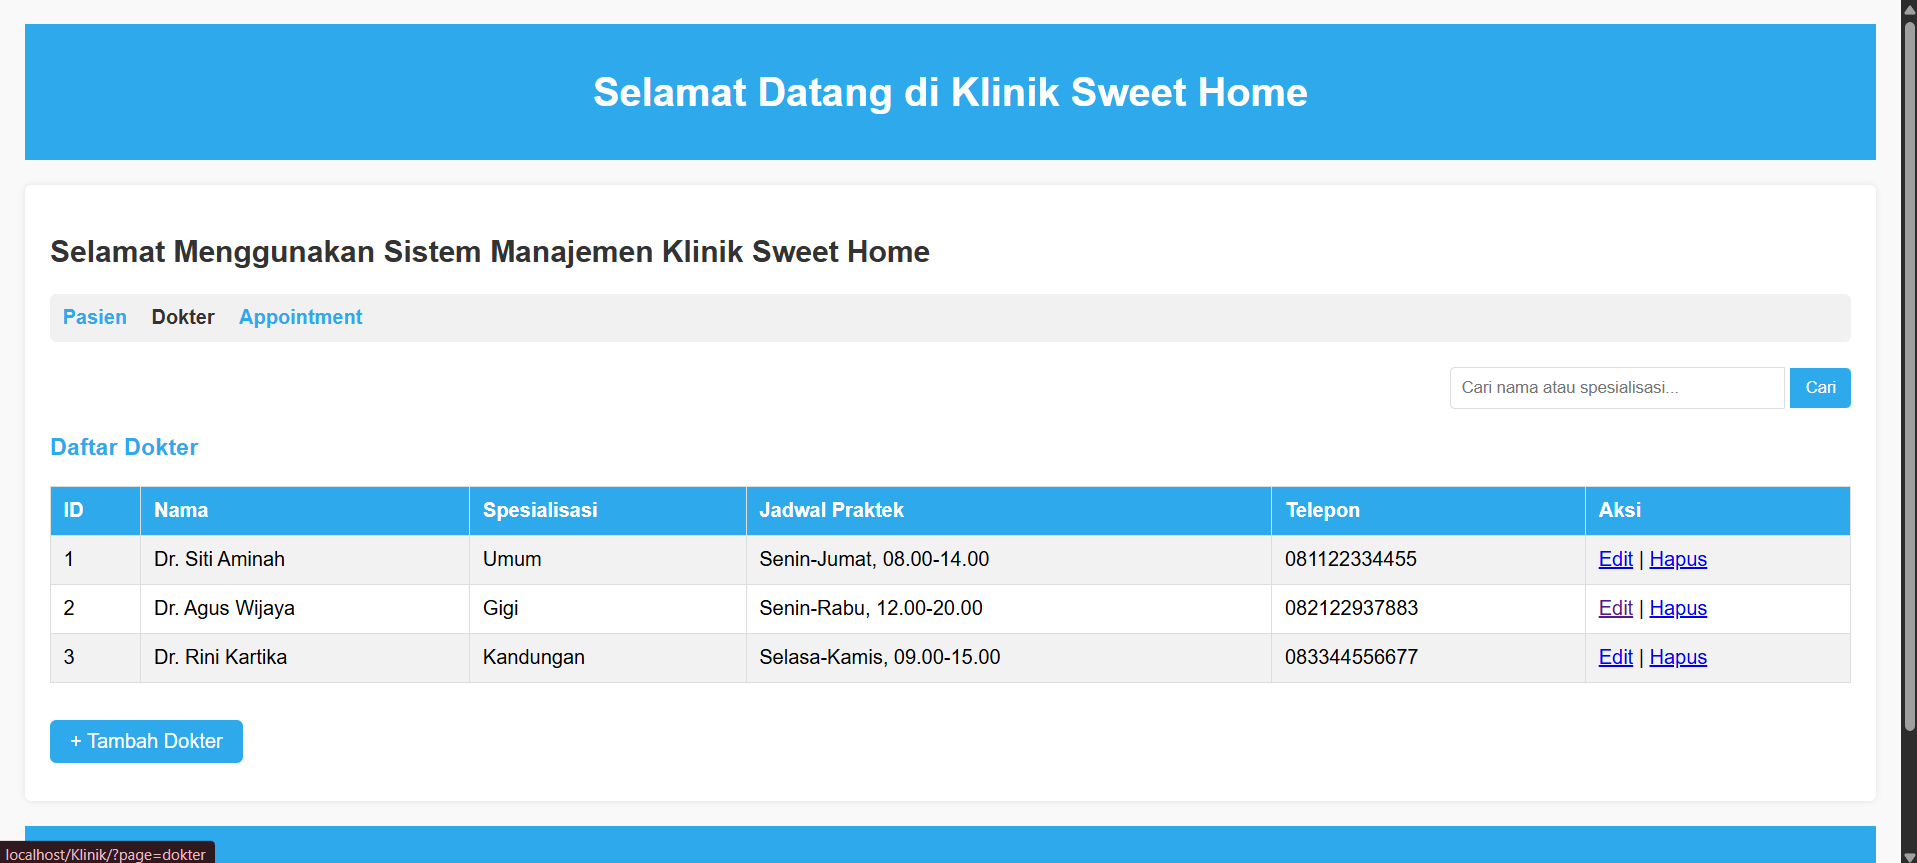 Selamat Datang di Klinik Sweet Home
Selamat Menggunakan Sistem Manajemen Klinik Sweet Home
Pasien Dokter Appointment
Cari nama atau spesialisasi... Cari
Daftar Dokter
ID Nama Spesialisasi Jadwal Praktek Telepon Aksi
1 Dr. Siti Aminah Umum Senin-Jumat, 08.00-14.00 081122334455 Edit | Hapus
2 Dr. Agus Wijaya Gigi Senin-Rabu, 12.00-20.00 082122937883 Edit | Hapus
3 Dr. Rini Kartika Kandungan Selasa-Kamis, 09.00-15.00 083344556677 Edit | Hapus
+ Tambah Dokter
localhost/Klinik/?page=dokter